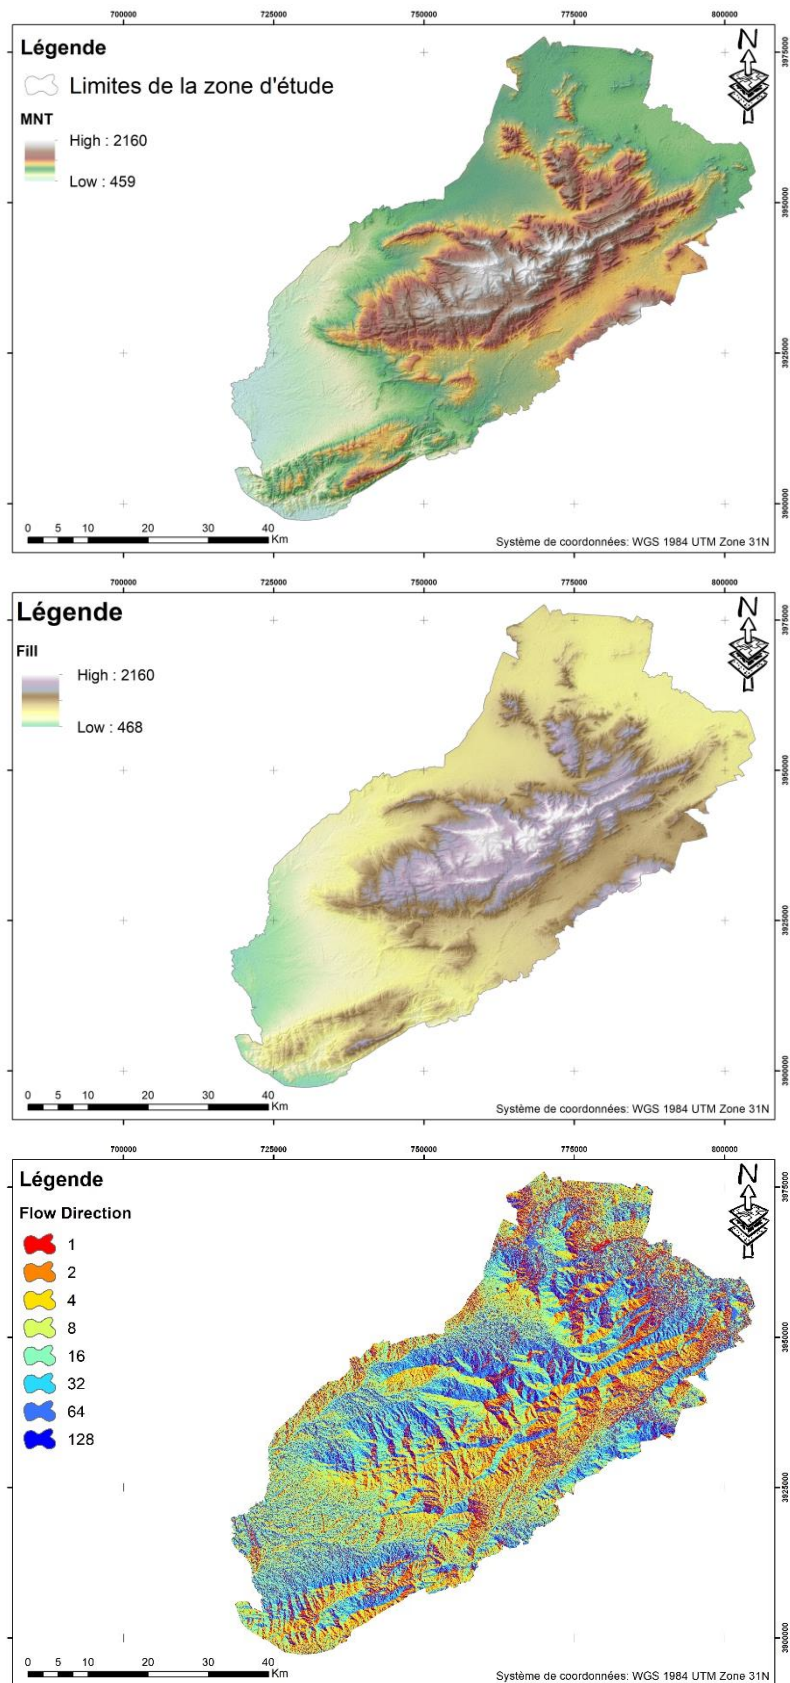 700000 725000 750000 775000 800000
Légende
Limites de la zone d'étude
MNT
High : 2160
Low : 459
N
3975000
3950000
3925000
3900000
0 5 10 20 30 40
Km
Système de coordonnées: WGS 1984 UTM Zone 31N
700000 725000 750000 775000 800000
Légende
Fill
High : 2160
Low : 468
N
3975000
3950000
3925000
3900000
0 5 10 20 30 40
Km
Système de coordonnées: WGS 1984 UTM Zone 31N
700000 725000 750000 775000 800000
Légende
Flow Direction
1
2
4
8
16
32
64
128
N
3975000
3950000
3925000
3900000
0 5 10 20 30 40
Km
Système de coordonnées: WGS 1984 UTM Zone 31N